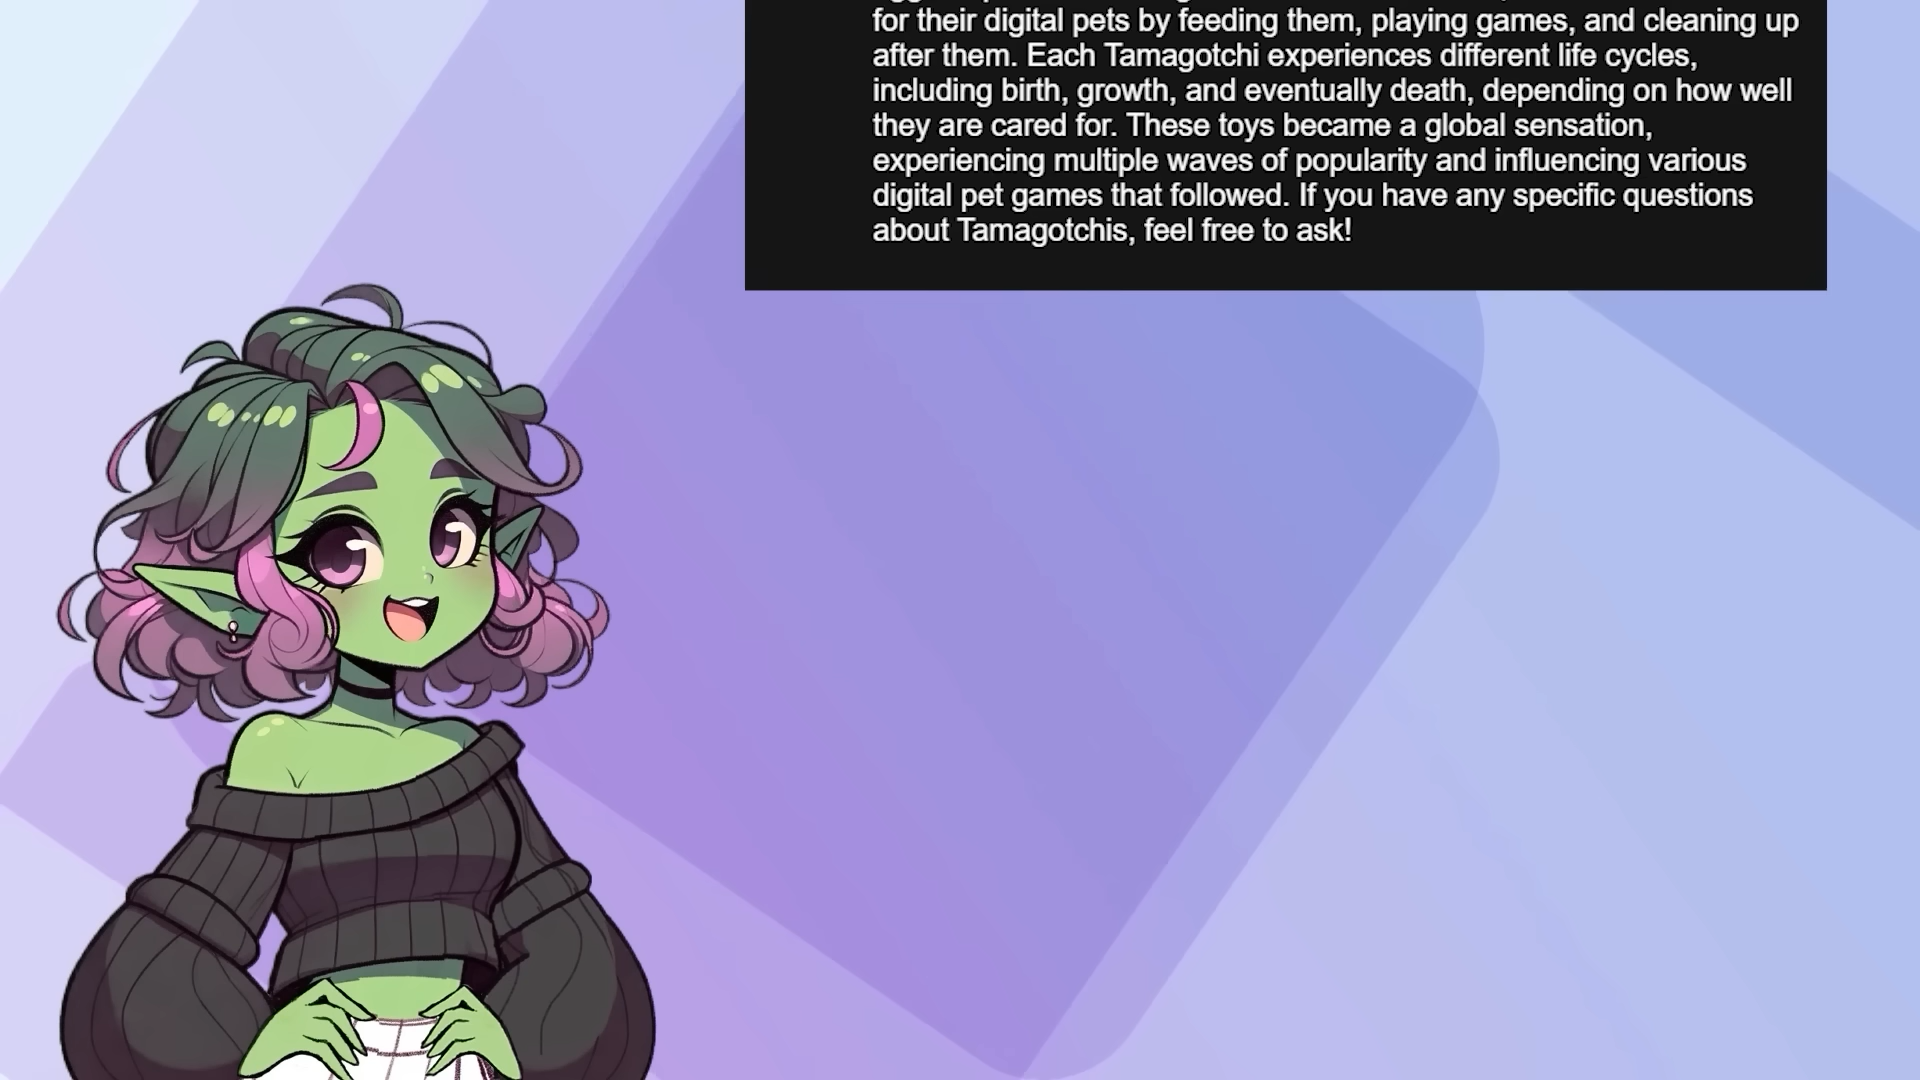 for their digital pets by feeding them, playing games, and cleaning up
after them. Each Tamagotchi experiences different life cycles,
including birth, growth, and eventually death, depending on how well
they are cared for. These toys became a global sensation,
experiencing multiple waves of popularity and influencing various
digital pet games that followed. If you have any specific questions
about Tamagotchis, feel free to ask!